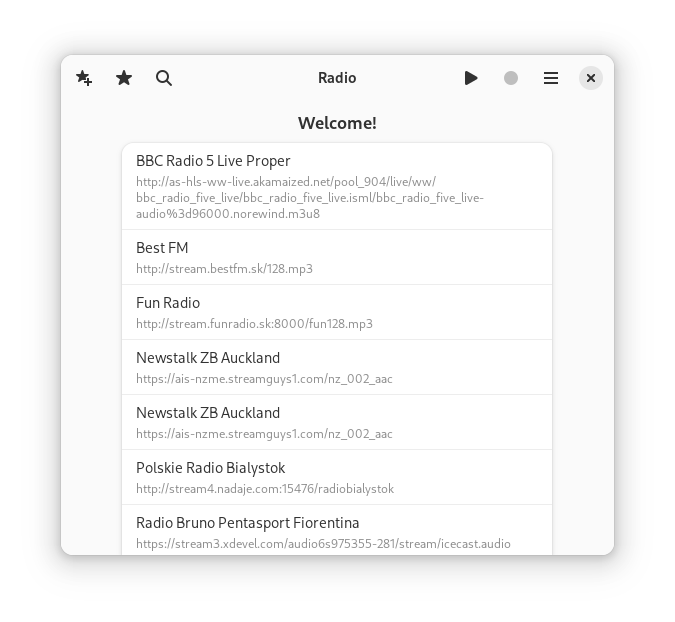 Radio
Welcome!
BBC Radio 5 Live Proper
http://as-hls-ww-live.akamaized.net/pool_904/live/ww/
bbc_radio_five_live/bbc_radio_five_live.isml/bbc_radio_five_live-
audio%3d96000.norewind.m3u8
Best FM
http://stream.bestfm.sk/128.mp3
Fun Radio
http://stream.funradio.sk:8000/fun128.mp3
Newstalk ZB Auckland
https://ais-nzme.streamguys1.com/nz_002_aac
Newstalk ZB Auckland
https://ais-nzme.streamguys1.com/nz_002_aac
Polskie Radio Bialystok
http://stream4.nadaje.com:15476/radiobialystok
Radio Bruno Pentasport Fiorentina
https://stream3.xdevel.com/audio6s975355-281/stream/icecast.audio